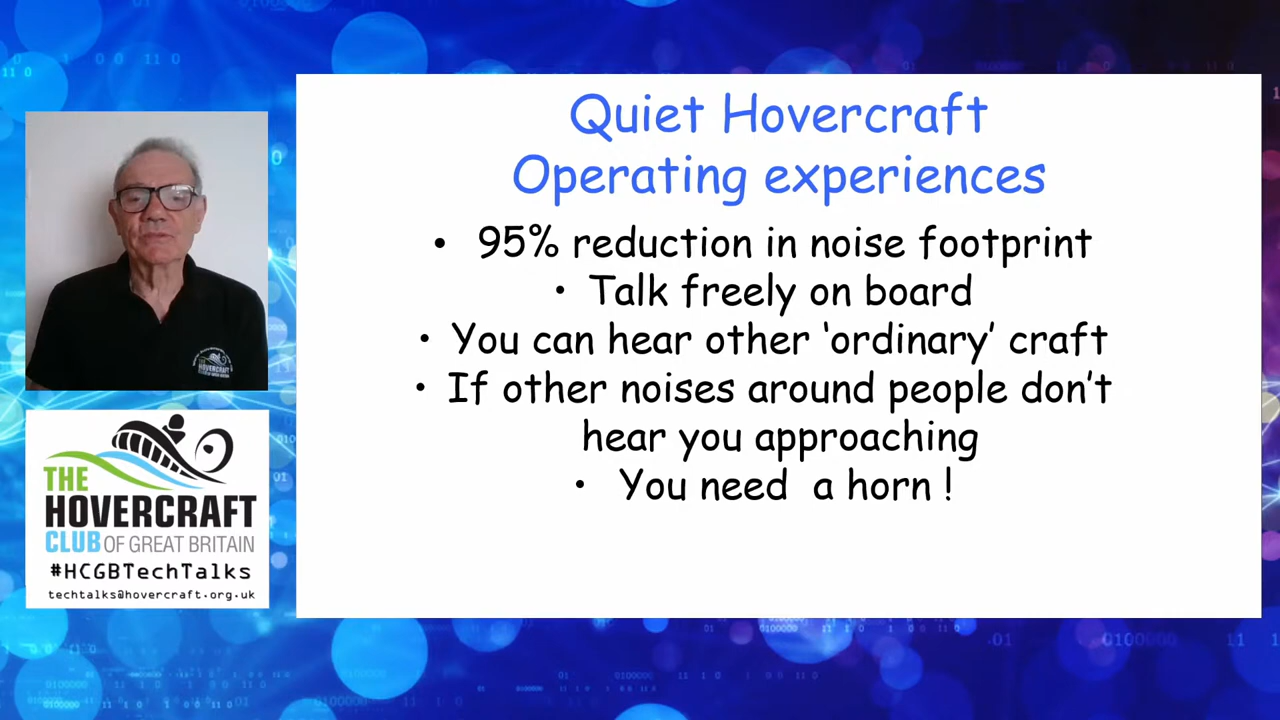 Quiet Hovercraft
Operating experiences
• 95% reduction in noise footprint
• Talk freely on board
• You can hear other ‘ordinary’ craft
• If other noises around people don’t
hear you approaching
• You need  a horn !
THE
HOVERCRAFT
CLUB OF GREAT BRITAIN
#HCGBTechTalks
techtalks@hovercraft.org.uk
THE
HOVERCRAFT